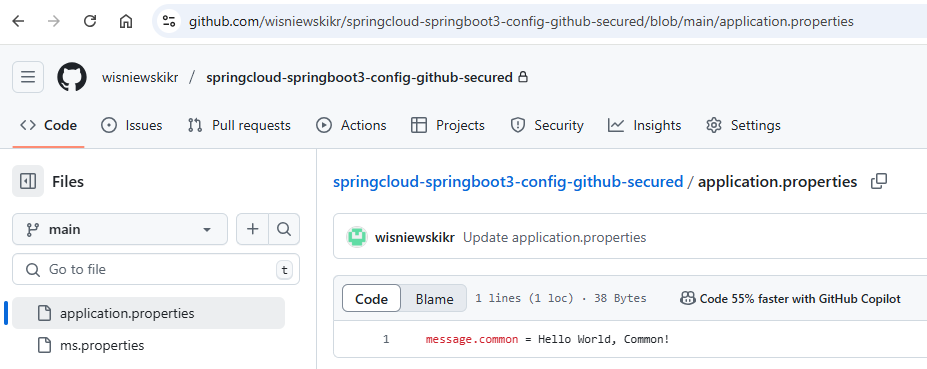 github.com/wisniewskikr/springcloud-springboot3-config-github-secured/blob/main/application.properties
wisniewskikr / springcloud-springboot3-config-github-secured
Code Issues Pull requests Actions Projects Security Insights Settings
Files
main
Go to file t
application.properties
ms.properties
springcloud-springboot3-config-github-secured / application.properties
wisniewskikr Update application.properties
Code Blame 1 lines (1 loc) · 38 Bytes Code 55% faster with GitHub Copilot
1 message.common = Hello World, Common!